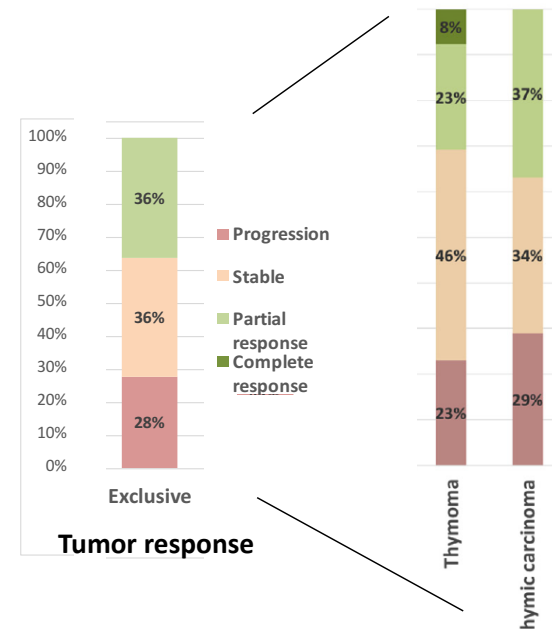 100%
90%
80%
70%
60%
50%
40%
30%
20%
10%
0%
36%
36%
28%
Exclusive
Tumor response
Progression
Stable
Partial
response
Complete
response
8%
23%
46%
23%
37%
34%
29%
Thymoma
hymic carcinoma